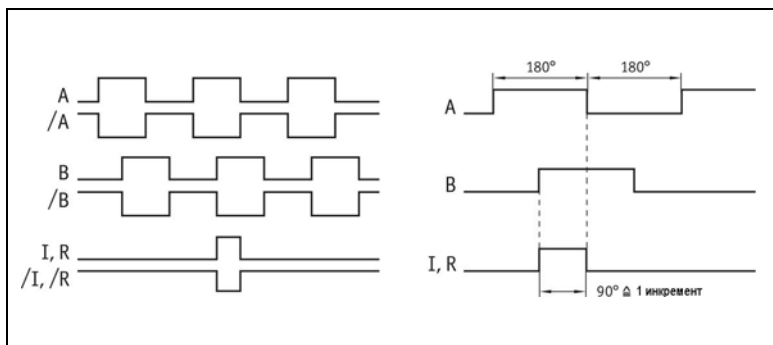 A
/A
B
/B
I, R
/I, /R
180° 180°
A
B
I, R
90° ≙ 1 инкремент